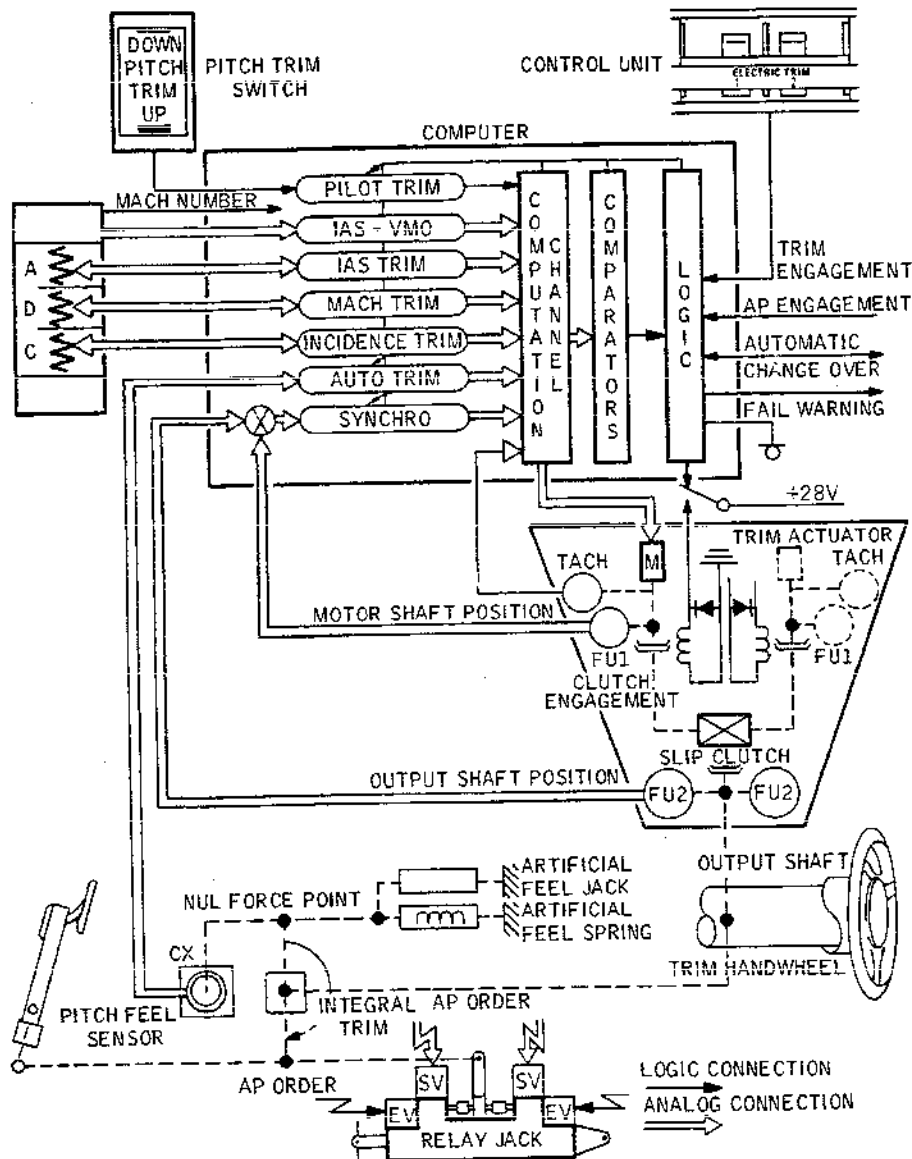 DOWN
PITCH
TRIM
UP
PITCH TRIM
SWITCH
CONTROL UNIT
ELECTRIC TRIM
COMPUTER
PILOT TRIM
MACH NUMBER
IAS - VMO
A
IAS TRIM
D
MACH TRIM
C
INCIDENCE TRIM
AUTO TRIM
SYNCHRO
COMPUTATION
CHANNEL
COMPARATORS
LOGIC
TRIM
ENGAGEMENT
AP ENGAGEMENT
AUTOMATIC
CHANGE OVER
FAIL WARNING
+28V
TRIM ACTUATOR
TACH
M
TACH
MOTOR SHAFT POSITION
FU1
FU1
CLUTCH
ENGAGEMENT
SLIP CLUTCH
OUTPUT SHAFT POSITION
FU2
FU2
OUTPUT SHAFT
NUL FORCE POINT
ARTIFICIAL
FEEL JACK
ARTIFICIAL
FEEL SPRING
TRIM HANDWHEEL
CX
PITCH FEEL
SENSOR
INTEGRAL AP ORDER
TRIM
AP ORDER
SV
SV
EV
EV
RELAY JACK
LOGIC CONNECTION
ANALOG CONNECTION